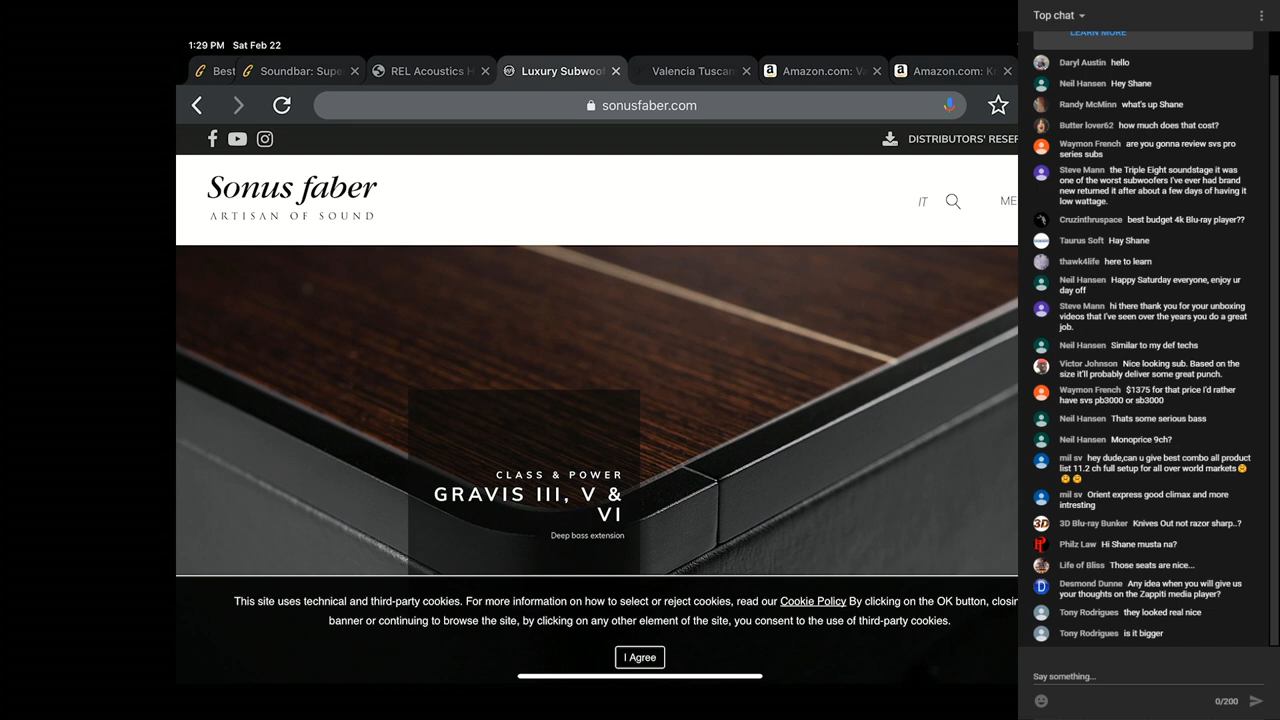 1:29 PM Sat Feb 22
Best
Soundbar: Supe
REL Acoustics H
Luxury Subwoof
Valencia Tuscan
Amazon.com: Va
Amazon.com: K
sonusfaber.com
DISTRIBUTORS' RESER
Sonus faber
ARTISAN OF SOUND
IT
ME
CLASS & POWER
GRAVIS III, V &
VI
Deep bass extension
This site uses technical and third-party cookies. For more information on how to select or reject cookies, read our Cookie Policy By clicking on the OK button, closin
banner or continuing to browse the site, by clicking on any other element of the site, you consent to the use of third-party cookies.
I Agree
Top chat
LEARN MORE
Daryl Austin hello
Neil Hansen Hey Shane
Randy McMinn what's up Shane
Butter lover62 how much does that cost?
Waymon French are you gonna review svs pro
series subs
Steve Mann the Triple Eight soundstage it was
one of the worst subwoofers I've ever had brand
new returned it after about a few days of having it
low wattage.
Cruzinthruspace best budget 4k Blu-ray player??
Taurus Soft Hay Shane
thawk4life here to learn
Neil Hansen Happy Saturday everyone, enjoy ur
day off
Steve Mann hi there thank you for your unboxing
videos that I've seen over the years you do a great
job.
Neil Hansen Similar to my def techs
Victor Johnson Nice looking sub. Based on the
size it'll probably deliver some great punch.
Waymon French $1375 for that price I'd rather
have svs pb3000 or sb3000
Neil Hansen Thats some serious bass
Neil Hansen Monoprice 9ch?
mil sv hey dude,can u give best combo all product
list 11.2 ch full setup for all over world markets
mil sv Orient express good climax and more
intresting
3D Blu-ray Bunker Knives Out not razor sharp..?
Philz Law Hi Shane musta na?
Life of Bliss Those seats are nice...
Desmond Dunne Any idea when you will give us
your thoughts on the Zappiti media player?
Tony Rodrigues they looked real nice
Tony Rodrigues is it bigger
Say something...
0/200